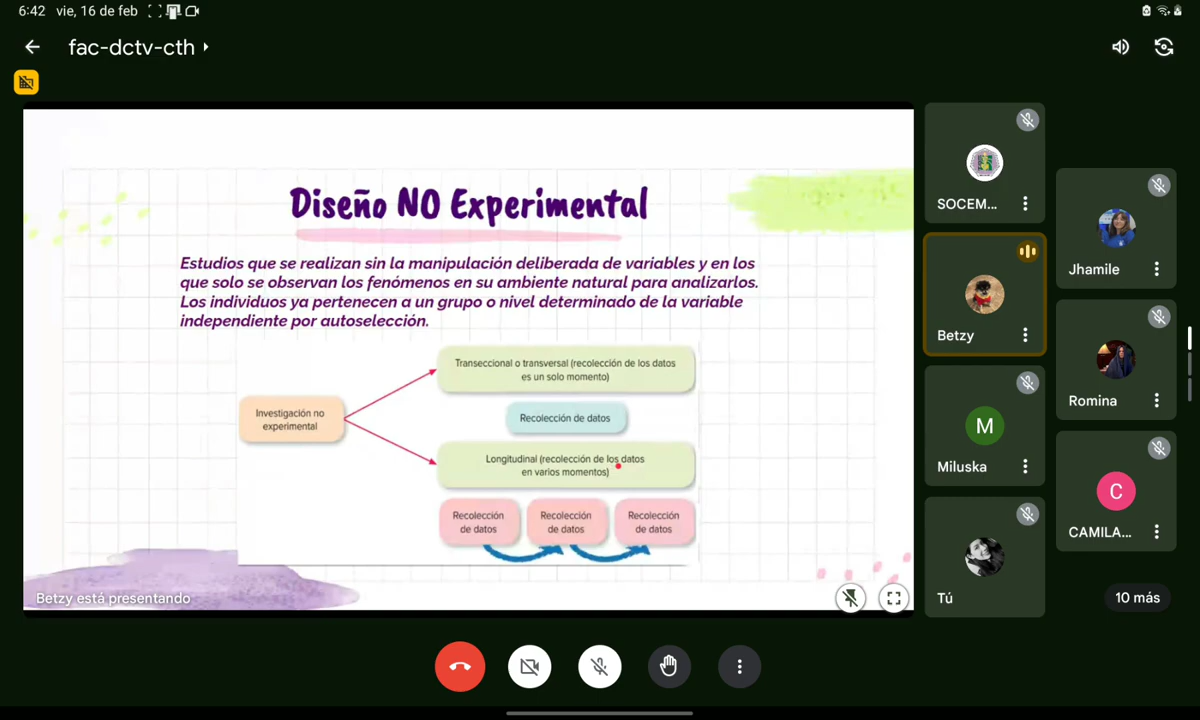 6:42 vie, 16 de feb
fac-dctv-cth
Diseño NO Experimental
Estudios que se realizan sin la manipulación deliberada de variables y en los
que solo se observan los fenómenos en su ambiente natural para analizarlos.
Los individuos ya pertenecen a un grupo o nivel determinado de la variable
independiente por autoselección.
Investigación no
experimental
Transeccional o transversal (recolección de los datos
es un solo momento)
Recolección de datos
Longitudinal (recolección de los datos
en varios momentos)
Recolección
de datos
Recolección
de datos
Recolección
de datos
Betzy está presentando
SOCEM...
Betzy
M
Miluska
Tú
Jhamile
Romina
C
CAMILA...
10 más